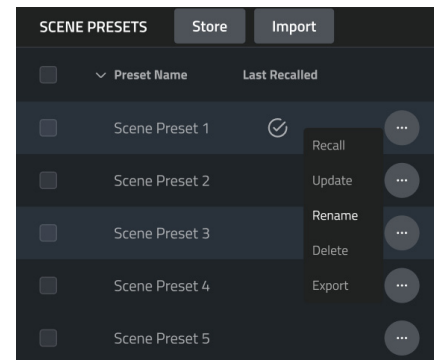 SCENE PRESETS Store Import
Preset Name Last Recalled
Scene Preset 1
Recall
Scene Preset 2
Update
Rename
Scene Preset 3
Delete
Scene Preset 4
Export
Scene Preset 5